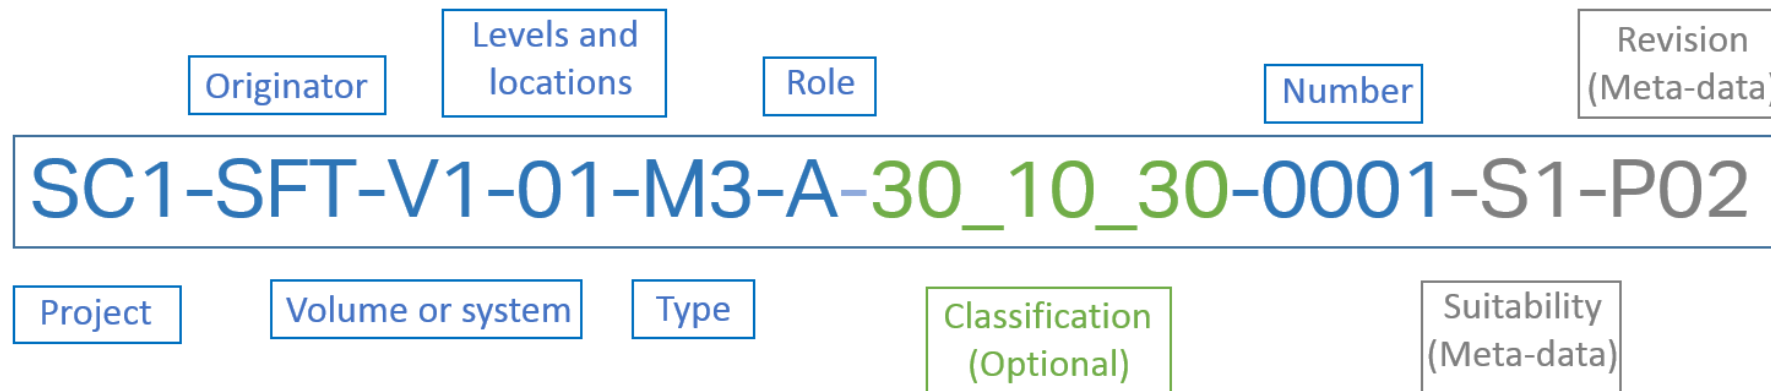 Levels and
locations
Originator
Role
Number
Revision
(Meta-data)
SC1-SFT-V1-01-M3-A-30_10_30-0001-S1-P02
Project
Volume or system
Type
Classification
(Optional)
Suitability
(Meta-data)